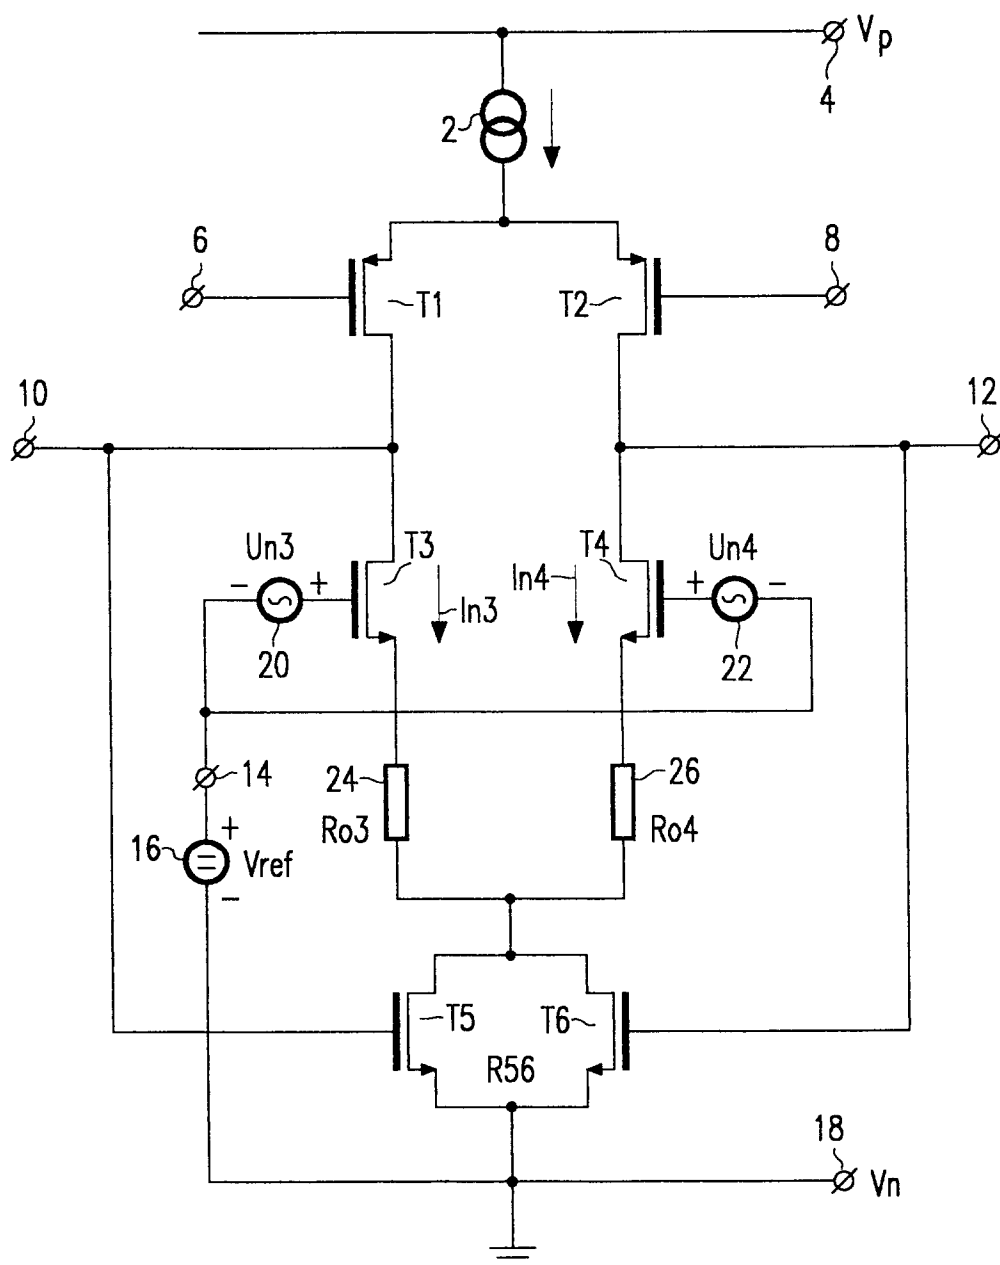 Vp
4
2
6
8
T1
T2
10
12
Un3
T3
T4
Un4
- +
In4
+ -
In3
20
22
14
24
26
+
Ro3
Ro4
16
=
Vref
-
T5
T6
R56
18
Vn